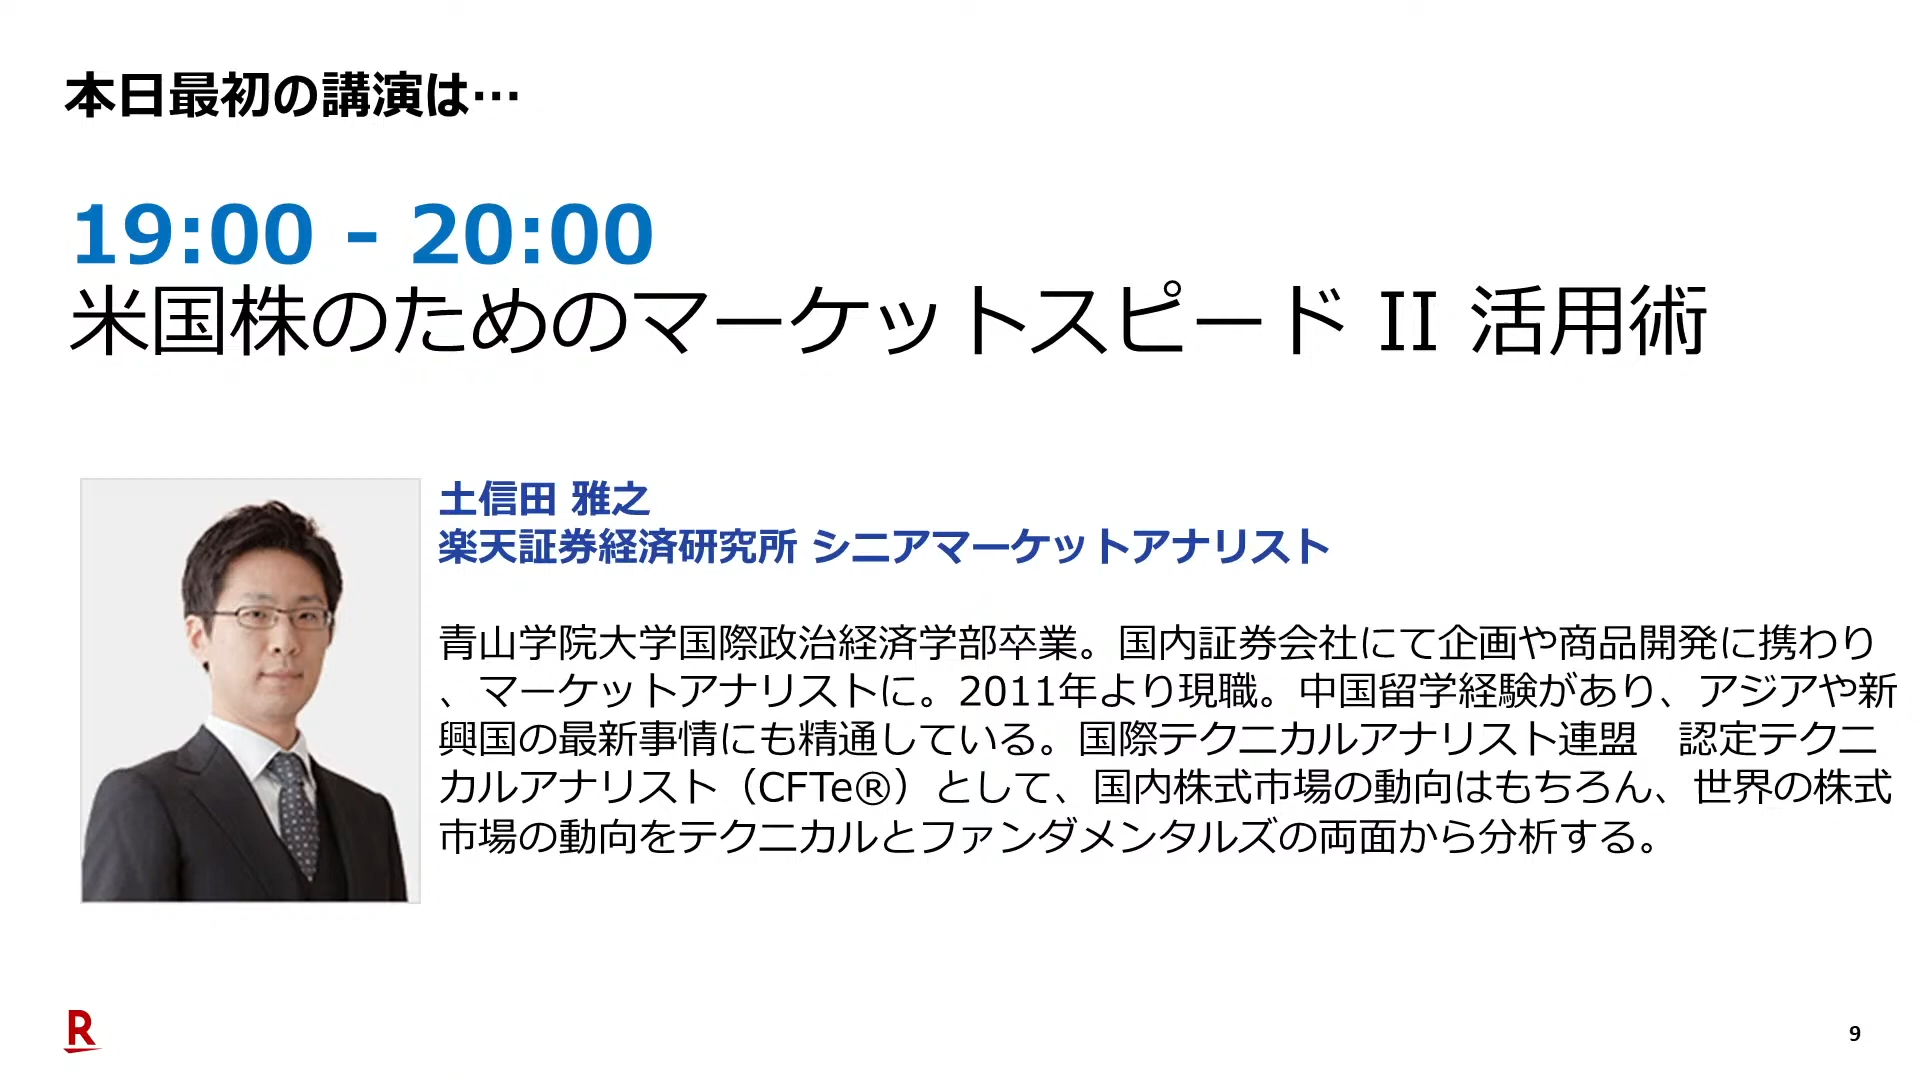 本日最初の講演は…
19:00 - 20:00
米国株のためのマーケットスピード II 活用術
土信田 雅之
楽天証券経済研究所 シニアマーケットアナリスト
青山学院大学国際政治経済学部卒業。国内証券会社にて企画や商品開発に携わり
、マーケットアナリストに。2011年より現職。中国留学経験があり、アジアや新
興国の最新事情にも精通している。国際テクニカルアナリスト連盟　認定テクニ
カルアナリスト（CFTe®）として、国内株式市場の動向はもちろん、世界の株式
市場の動向をテクニカルとファンダメンタルズの両面から分析する。
R
9